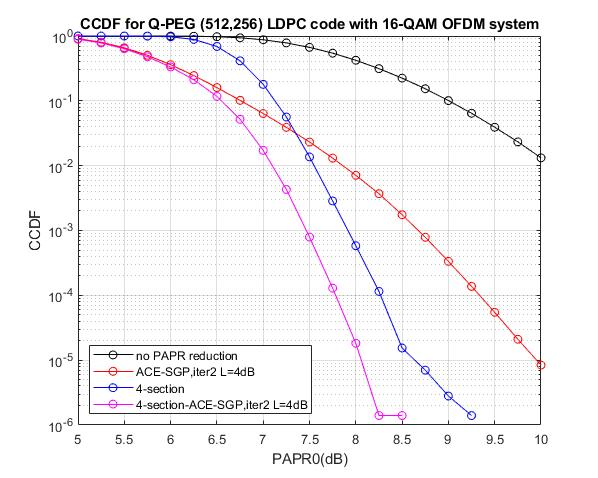 CCDF for Q-PEG (512,256) LDPC code with 16-QAM OFDM system
10^0
10^-1
10^-2
10^-3
10^-4
10^-5
10^-6
CCDF
no PAPR reduction
ACE-SGP,iter2 L=4dB
4-section
4-section-ACE-SGP,iter2 L=4dB
5 5.5 6 6.5 7 7.5 8 8.5 9 9.5 10
PAPR0(dB)